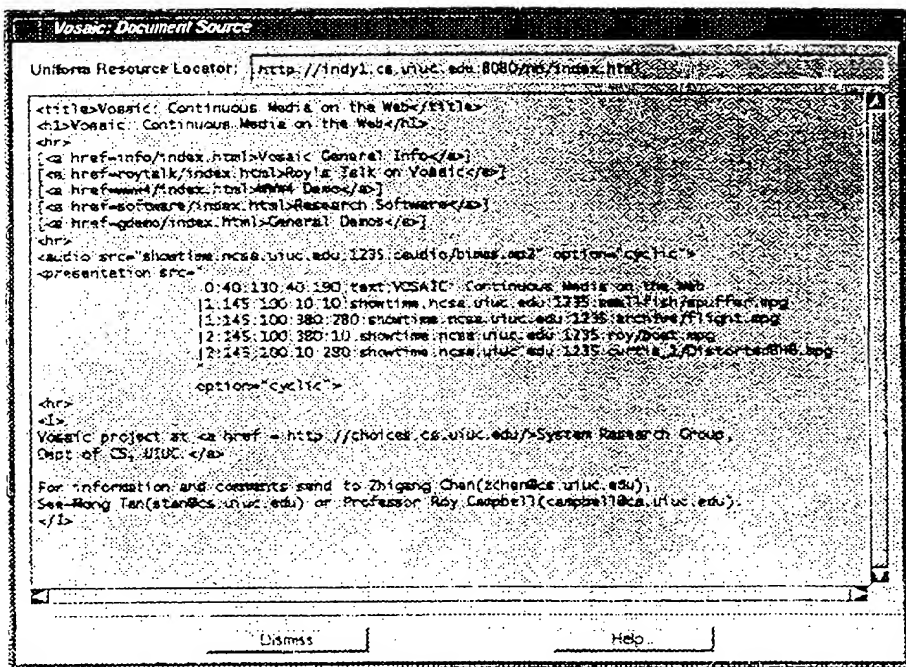 Vosaic: Document Source
Uniform Resource Locator: http://indy1.cs.uiuc.edu:8080/nd/index.html
<title>Vosaic: Continuous Media on the Web</title>
<h1>Vosaic: Continuous Media on the Web</h1>
<hr>
[<a href=info/index.html>Vosaic General Info</a>]
[<a href=roytalk/index.html>Roy's Talk on Vosaic</a>]
[<a href=www4/index.html>WWW4 Demo</a>]
[<a href=software/index.html>Research Software</a>]
[<a href=gdemo/index.html>General Demos</a>]
<hr>
<audio src="showtime.ncsa.uiuc.edu:1235:caudio/bimas.mp2" option="cyclic">
<presentation src="
0:40:130:40:190:text:VOSAIC: Continuous Media on the Web
|1:145:100:10:10:showtime.ncsa.uiuc.edu:1235:smallfish/spuffer.mpg
|1:145:100:380:280:showtime.ncsa.uiuc.edu:1235:archive/flight.mpg
|2:145:100:380:10:showtime.ncsa.uiuc.edu:1235:roy/boat.mpg
|2:145:100:10:280:showtime.ncsa.uiuc.edu:1235:
"
option="cyclic">
<hr>
<I>
Vosaic project at <a href = http://choices.cs.uiuc.edu/>System Research Group,
Dept of CS, UIUC.</a>
For information and comments send to Zhigang Chen(zchen@cs.uiuc.edu),
See-Mong Tan(stan@cs.uiuc.edu) or Professor Roy Campbell(campbell@cs.uiuc.edu).
</I>
Dismiss Help...